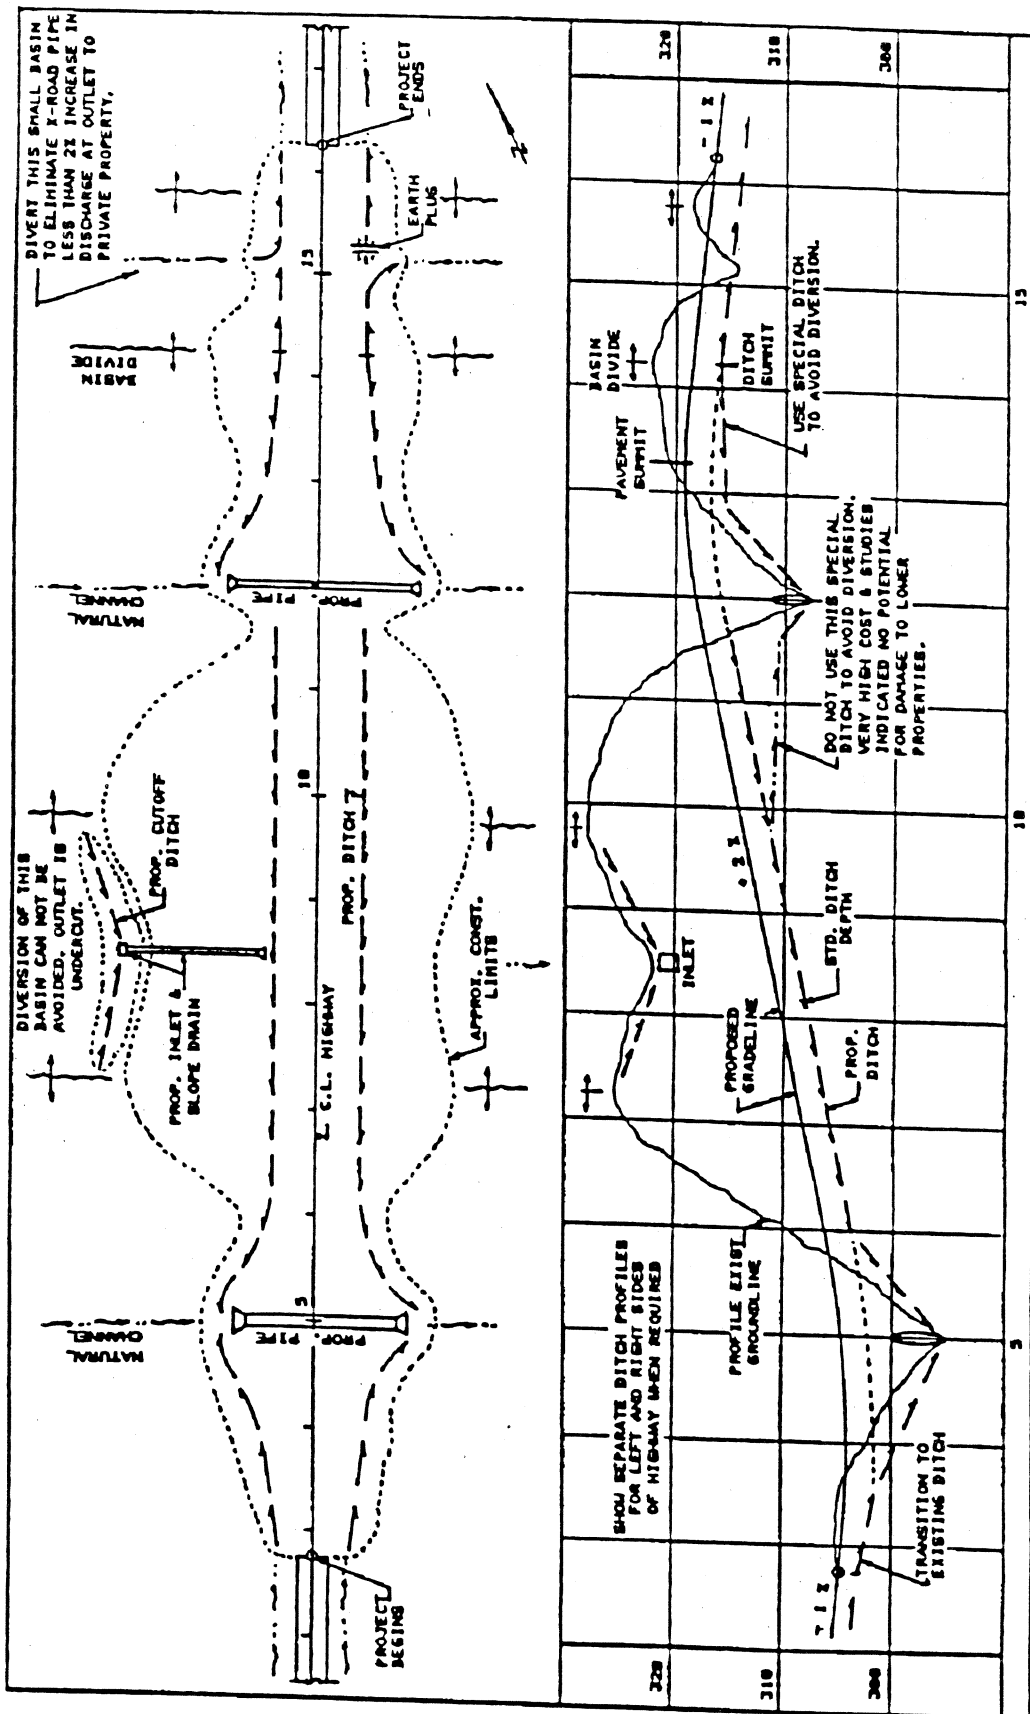 DIVERT THIS SMALL BASIN
TO ELIMINATE X-ROAD PIPE
LESS THAN 2% INCREASE IN
DISCHARGE AT OUTLET TO
PRIVATE PROPERTY.
BASIN
DIVIDE
NATURAL
CHANNEL
DIVERSION OF THIS
BASIN CAN NOT BE
AVOIDED. OUTLET IS
UNDERCUT.
PROP. CUTOFF
DITCH
PROP. INLET &
SLOPE DRAIN
NATURAL
CHANNEL
PROJECT
BEGINS
PROP. PIPE
5
C.L. HIGHWAY
PROP. DITCH
10
APPROX. CONST.
LIMITS
PROP. PIPE
15
EARTH
PLUG
PROJECT
ENDS
N
320
310
300
320
310
300
SHOW SEPARATE DITCH PROFILES
FOR LEFT AND RIGHT SIDES
OF HIGHWAY WHEN REQUIRED
PROFILE EXIST
GROUNDLINE
PROPOSED
GRADELINE
INLET
PAVEMENT
SUMMIT
BASIN
DIVIDE
DITCH
SUMMIT
USE SPECIAL DITCH
TO AVOID DIVERSION.
DO NOT USE THIS SPECIAL
DITCH TO AVOID DIVERSION.
VERY HIGH COST & STUDIES
INDICATED NO POTENTIAL
FOR DAMAGE TO LOWER
PROPERTIES.
STD. DITCH
DEPTH
PROP.
DITCH
TRANSITION TO
EXISTING DITCH
1%
2%
- 1%
5
10
15